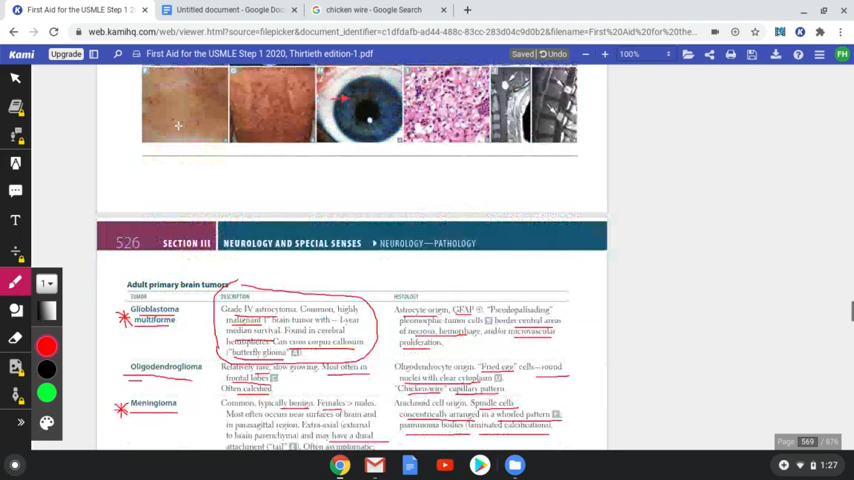 First Aid for the USMLE Step 1 2
Untitled document - Google Docs
chicken wire - Google Search
web.kamihq.com/web/viewer.html?source=filepicker&document_identifier=c1dfdafb-ad44-488c-83cc-283d04c9d0b2&filename=First%20Aid%20for%20the...
Kami Upgrade First Aid for the USMLE Step 1 2020, Thirtieth edition-1.pdf Saved Undo 100% FH
1
526 SECTION III NEUROLOGY AND SPECIAL SENSES NEUROLOGY—PATHOLOGY
Adult primary brain tumors
TUMOR DESCRIPTION HISTOLOGY
Glioblastoma Grade IV astrocytoma. Common, highly Astrocyte origin, GFAP ⊕. "Pseudopalisading"
multiforme malignant 1° brain tumor with ~ 1-year pleomorphic tumor cells border central areas
median survival. Found in cerebral of necrosis, hemorrhage, and/or microvascular
hemispheres. Can cross corpus callosum proliferation.
("butterfly glioma" A).
Oligodendroglioma Relatively rare, slow growing. Most often in Oligodendrocyte origin. "Fried egg" cells—round
frontal lobes C. nuclei with clear cytoplasm
Often calcified. "Chicken-wire" capillary pattern.
Meningioma Common, typically benign. Females > males. Arachnoid cell origin. Spindle cells
Most often occurs near surfaces of brain and concentrically arranged in a whorled pattern
in parasagittal region. Extra-axial (external psammoma bodies (laminated calcifications).
to brain parenchyma) and may have a dural
attachment ("tail" E). Often asymptomatic;
Page 569 / 876
1:27